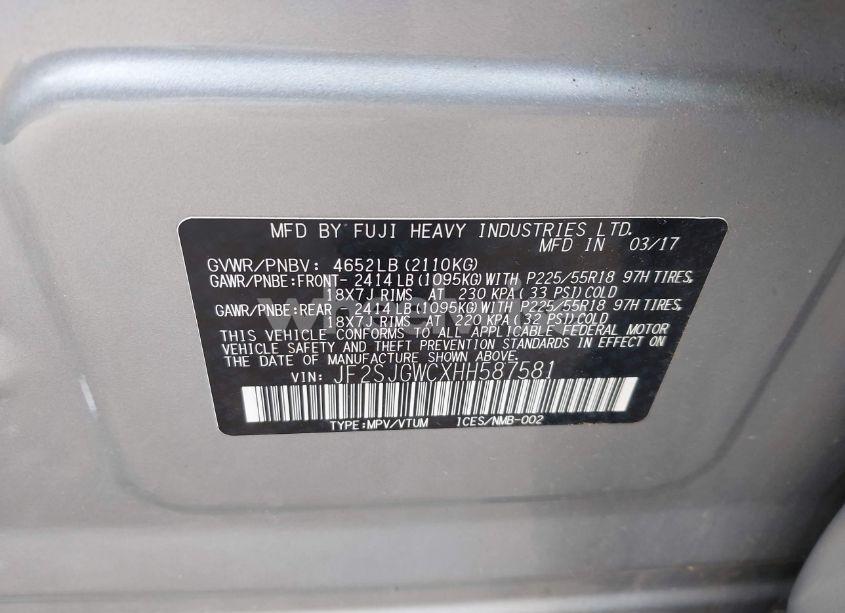 MFD BY FUJI HEAVY INDUSTRIES LTD.
MFD IN 03/17
GVWR/PNBV: 4652LB (2110KG)
GAWR/PNBE:FRONT- 2414LB (1095KG) WITH P225/55R18 97H TIRES,
18X7J RIMS, AT 230 KPA ( 33 PSI) COLD
GAWR/PNBE:REAR - 2414LB (1095KG) WITH P225/55R18 97H TIRES,
18X7J RIMS, AT 220 KPA ( 32 PSI) COLD
THIS VEHICLE CONFORMS TO ALL APPLICABLE FEDERAL MOTOR
VEHICLE SAFETY AND THEFT PREVENTION STANDARDS IN EFFECT ON
THE DATE OF MANUFACTURE SHOWN ABOVE.
VIN: JF2SJGWCXHH587581
TYPE:MPV/VTUM ICES/NMB-002